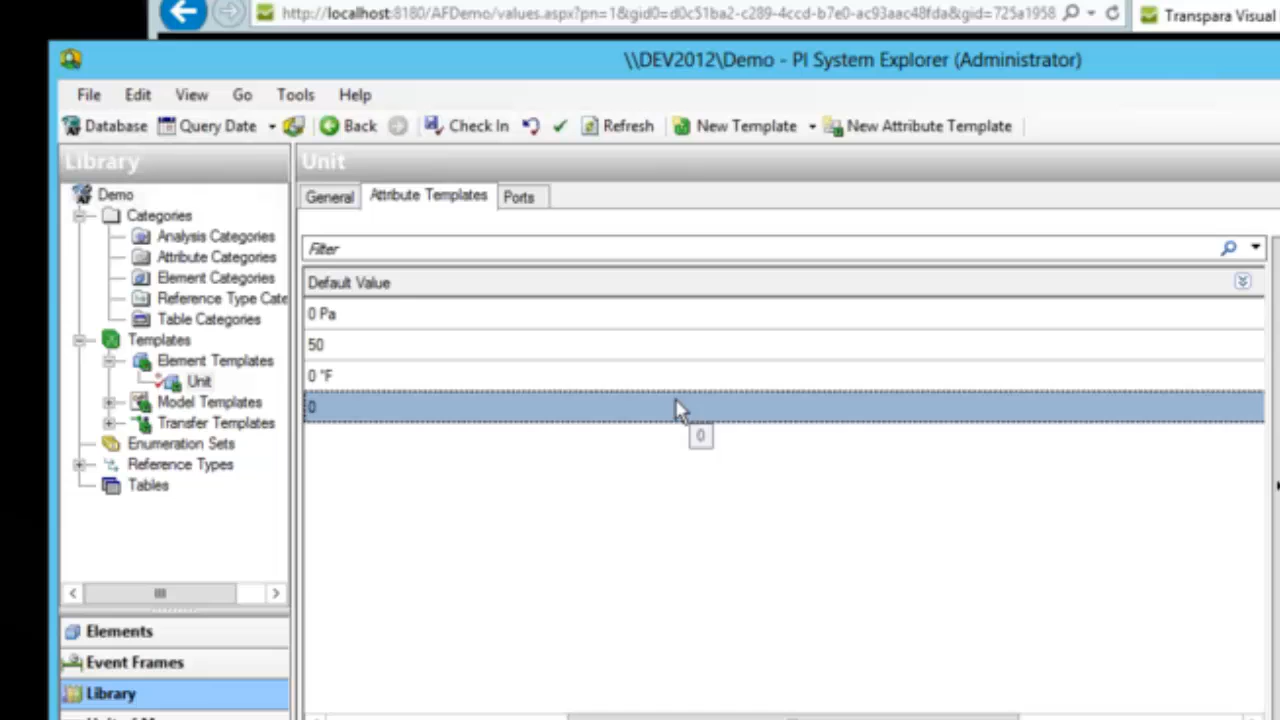 http://localhost:8180/AFDemo/values.aspx?pn=1&gid0=d0c51ba2-c289-4ccd-b7e0-ac93aac48fda&gid=725a1958
Transpara Visual
\\DEV2012\Demo - PI System Explorer (Administrator)
File Edit View Go Tools Help
Database Query Date Back Check In Refresh New Template New Attribute Template
Library
Unit
Demo
Categories
Analysis Categories
Attribute Categories
Element Categories
Reference Type Cate
Table Categories
Templates
Element Templates
Unit
Model Templates
Transfer Templates
Enumeration Sets
Reference Types
Tables
General Attribute Templates Ports
Filter
Default Value
0 Pa
50
0 °F
0
0
Elements
Event Frames
Library